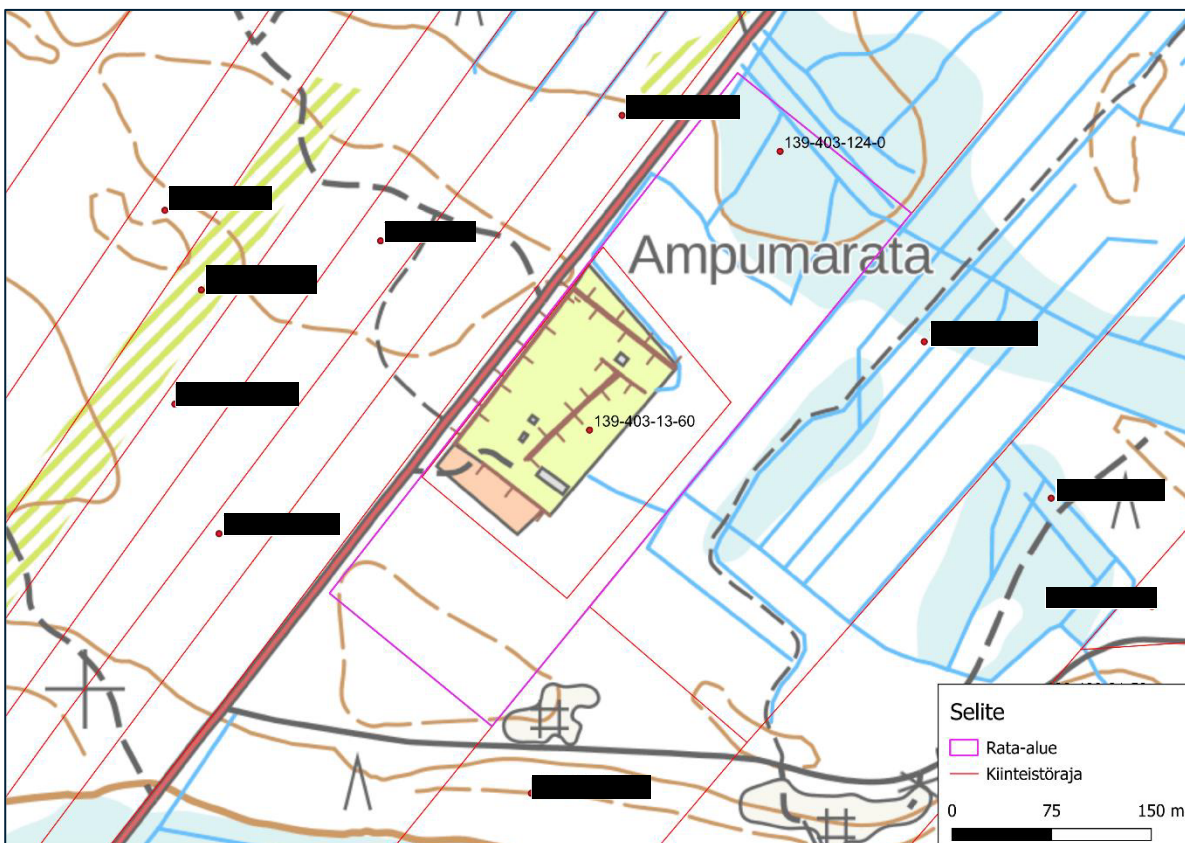 139-403-124-0
Ampumarata
139-403-13-60
Selite
Rata-alue
Kiinteistöraja
0 75 150 m